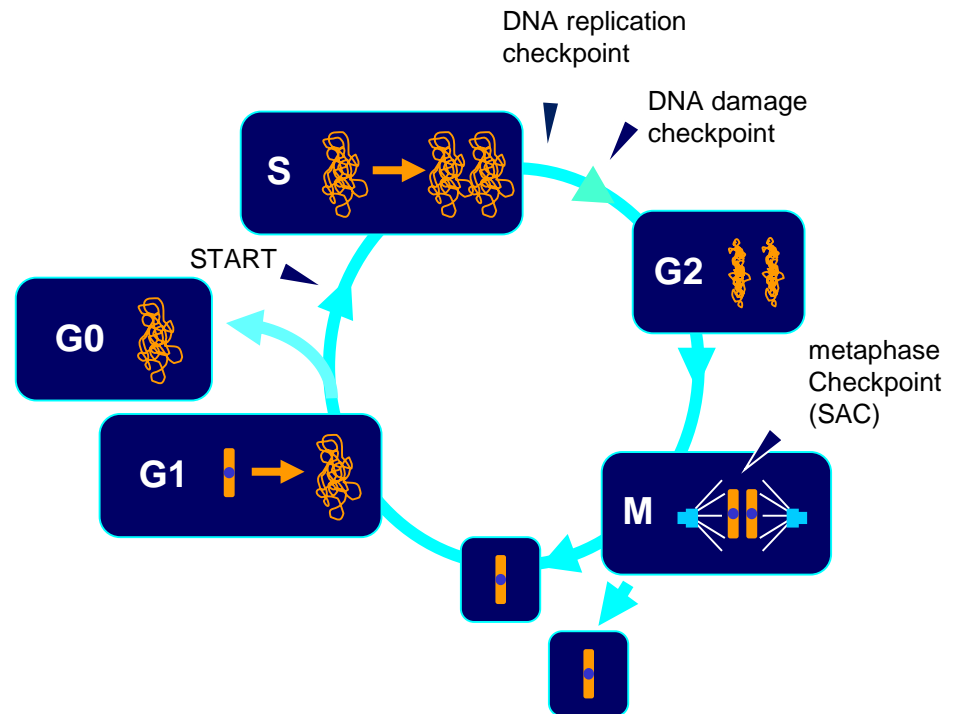 DNA replication
checkpoint
DNA damage
checkpoint
S
START
G2
G0
metaphase
Checkpoint
(SAC)
G1
M